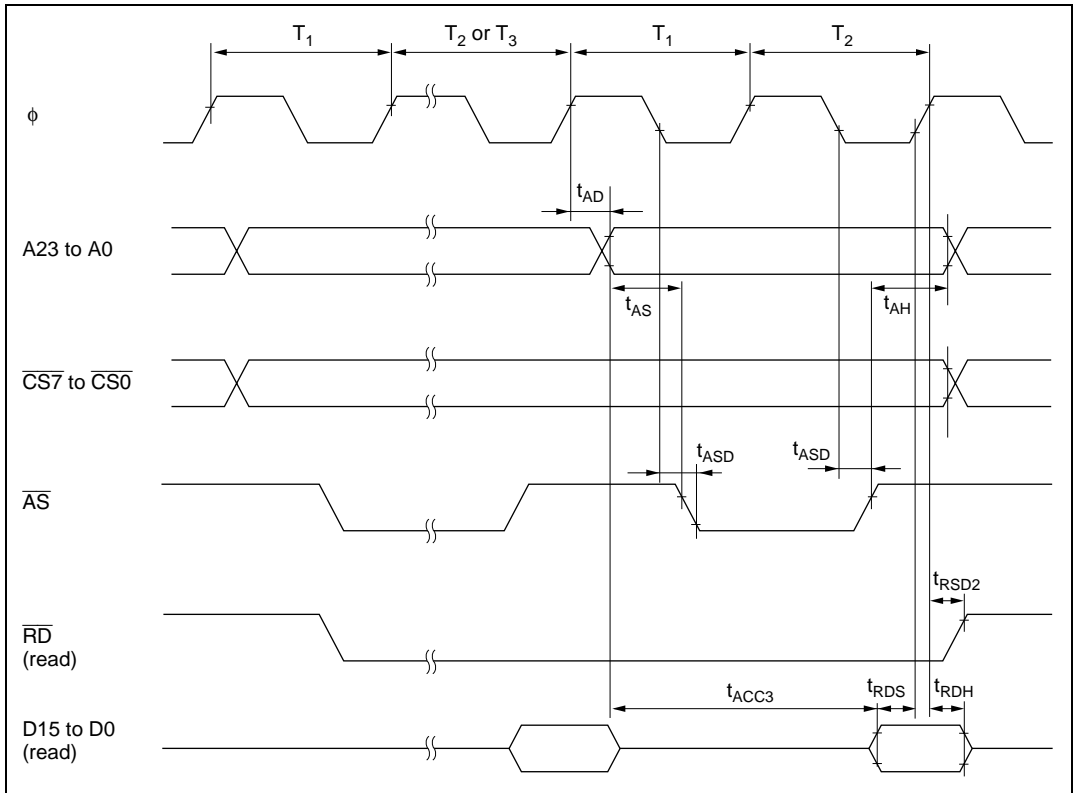 T1 T2 or T3 T1 T2
ϕ
tAD
A23 to A0
tAS tAH
CS7 to CS0
tASD tASD
AS
tRSD2
RD
(read)
tACC3 tRDS tRDH
D15 to D0
(read)